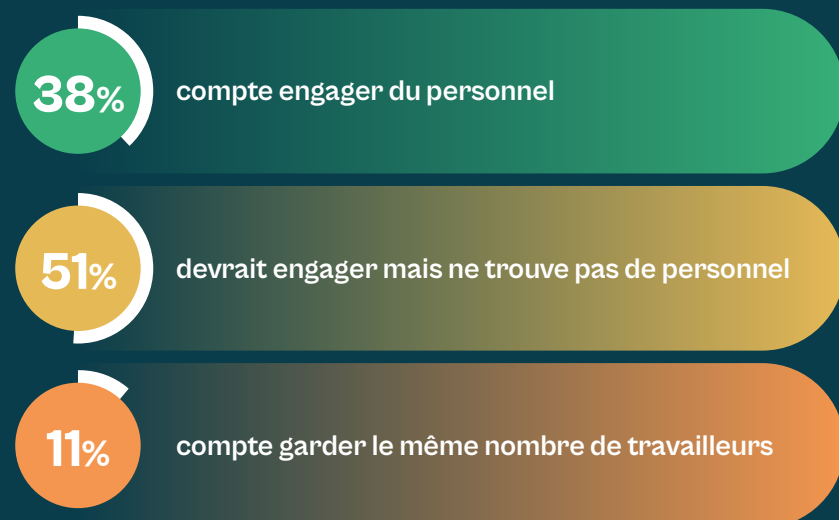 38%
compte engager du personnel
51%
devrait engager mais ne trouve pas de personnel
11%
compte garder le même nombre de travailleurs